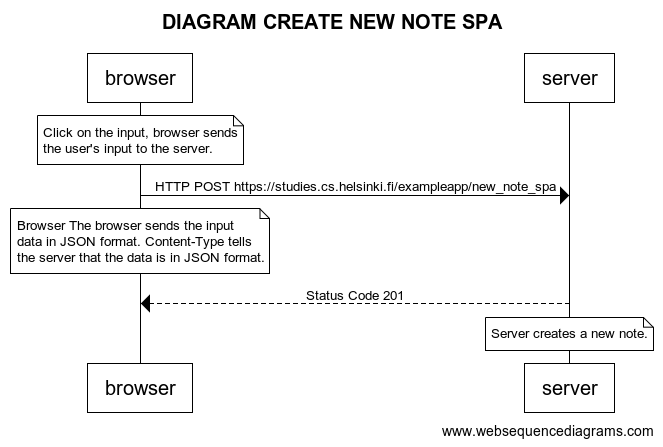 DIAGRAM CREATE NEW NOTE SPA
browser
server
Click on the input, browser sends
the user's input to the server.
HTTP POST https://studies.cs.helsinki.fi/exampleapp/new_note_spa
Browser The browser sends the input
data in JSON format. Content-Type tells
the server that the data is in JSON format.
Status Code 201
Server creates a new note.
browser
server
www.websequencediagrams.com